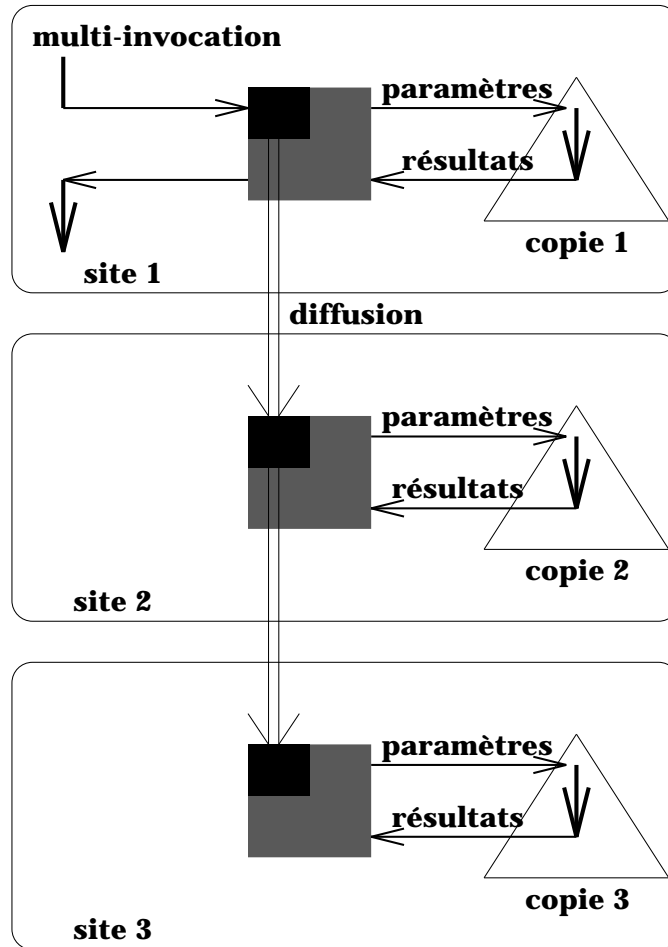 multi-invocation
paramètres
résultats
copie 1
site 1
diffusion
paramètres
résultats
copie 2
site 2
paramètres
résultats
copie 3
site 3